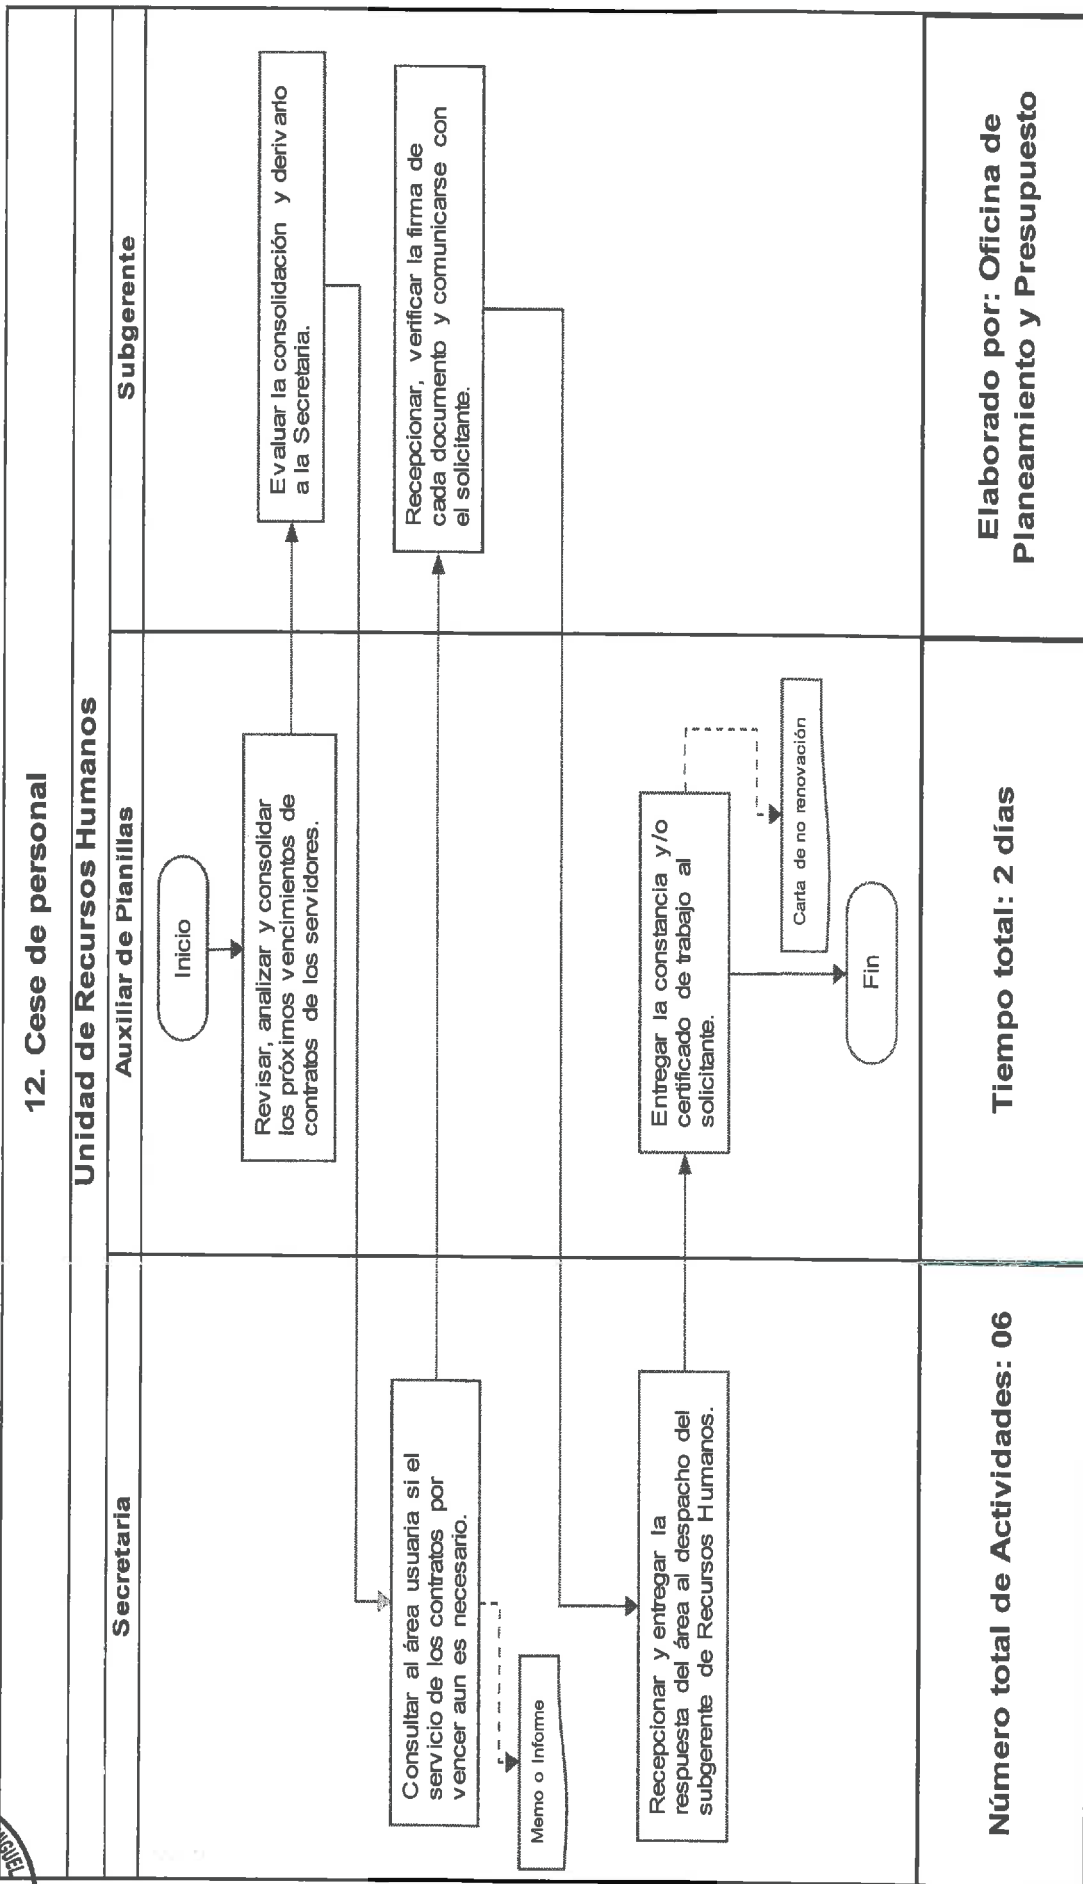 12. Cese de personal
Unidad de Recursos Humanos
Secretaria
Auxiliar de Planillas
Subgerente
Inicio
Revisar, analizar y consolidar
los próximos vencimientos de
contratos de los servidores.
Evaluar la consolidación y derivarlo
a la Secretaria.
Consultar al área usuaria si el
servicio de los contratos por
vencer aun es necesario.
Memo o Informe
Recepcionar, verificar la firma de
cada documento y comunicarse con
el solicitante.
Recepcionar y entregar la
respuesta del área al despacho del
subgerente de Recursos Humanos.
Entregar la constancia y/o
certificado de trabajo al
solicitante.
Carta de no renovación
Fin
Número total de Actividades: 06
Tiempo total: 2 días
Elaborado por: Oficina de
Planeamiento y Presupuesto